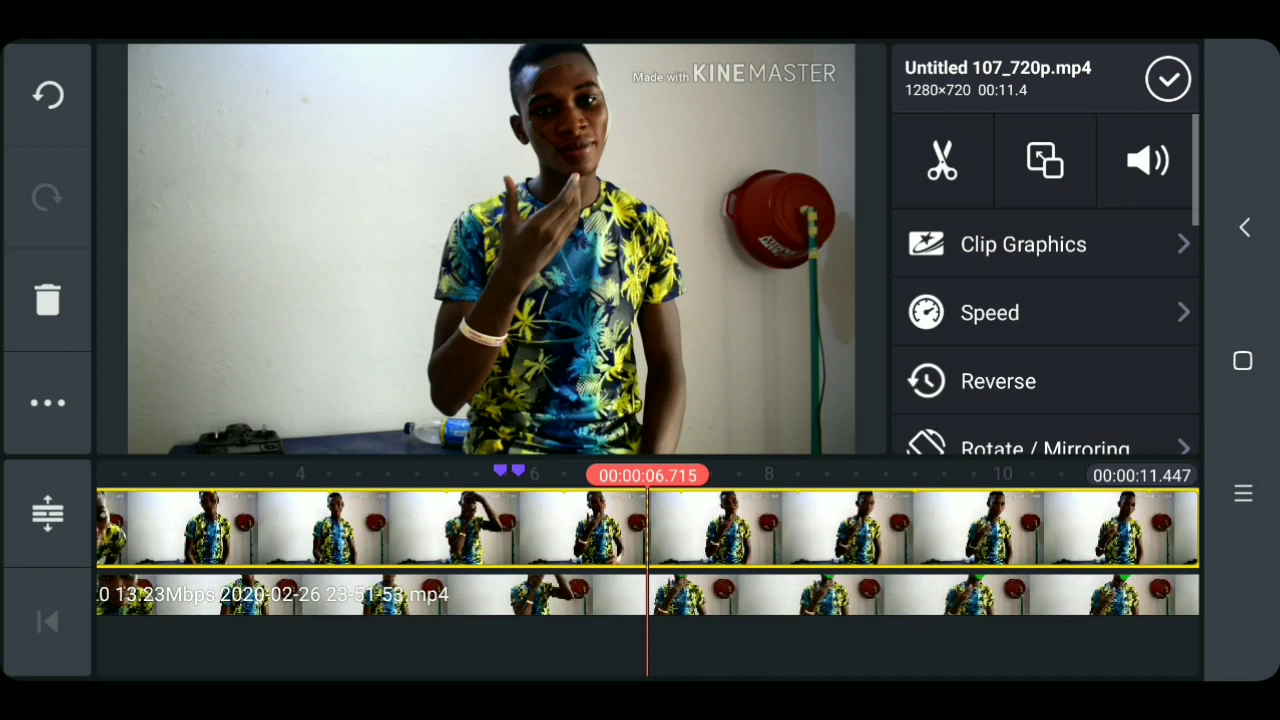 Made with KINEMASTER
Untitled 107_720p.mp4
1280×720 00:11.4
Clip Graphics
Speed
Reverse
Rotate / Mirroring
4
6
00:00:06.715
8
10
00:00:11.447
0 13.23Mbps 2020-02-26 23-51-53.mp4